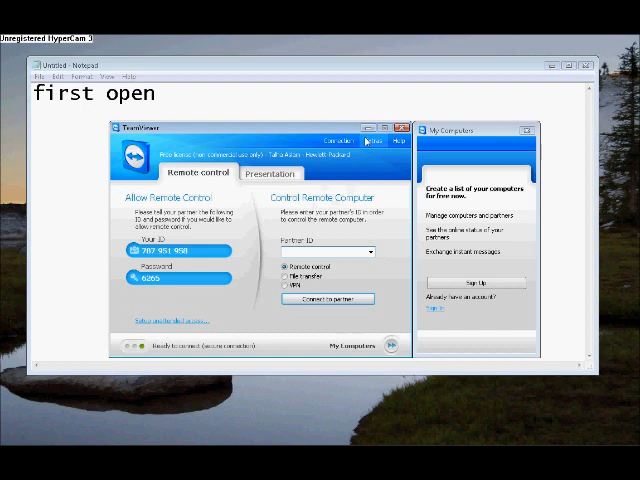 Unregistered HyperCam 3
Untitled - Notepad
File Edit Format View Help
first open
TeamViewer
Connection Extras Help
Free license (non-commercial use only) - Talha Aslam - Hewlett Packard
Remote control
Presentation
Allow Remote Control
Please tell your partner the following
ID and password if you would like to
allow remote control.
Your ID
787 951 958
Password
6265
Setup unattended access...
Control Remote Computer
Please enter your partner's ID in order
to control the remote computer.
Partner ID
Remote control
File transfer
VPN
Connect to partner
Ready to connect (secure connection)
My Computers
My Computers
Create a list of your computers
for free now.
Manage computers and partners
See the online status of your
partners
Exchange instant messages
Sign Up
Already have an account?
Sign In